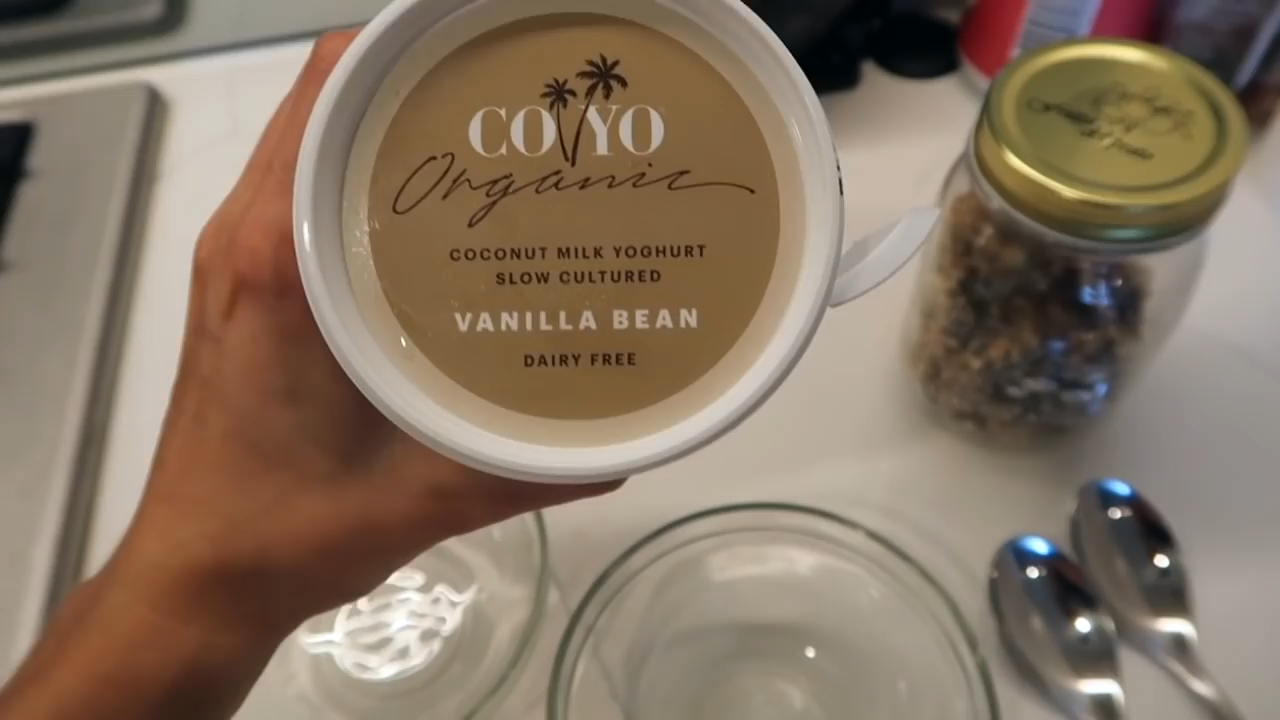 COYO
Organic
COCONUT MILK YOGHURT
SLOW CULTURED
VANILLA BEAN
DAIRY FREE